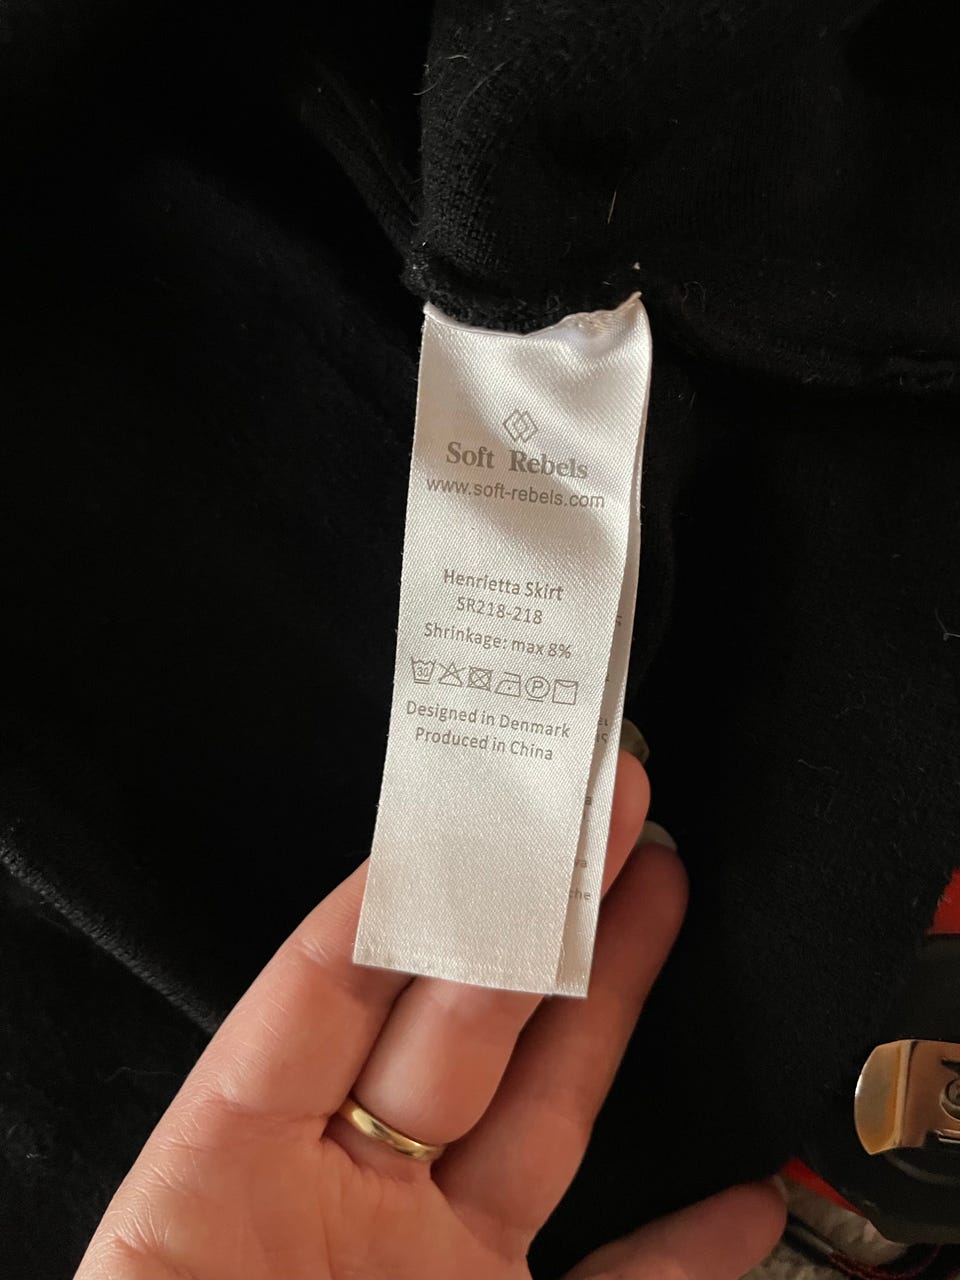 Soft Rebels
www.soft-rebels.com
Henrietta Skirt
SR218-218
Shrinkage: max 8%
30 P
Designed in Denmark
Produced in China